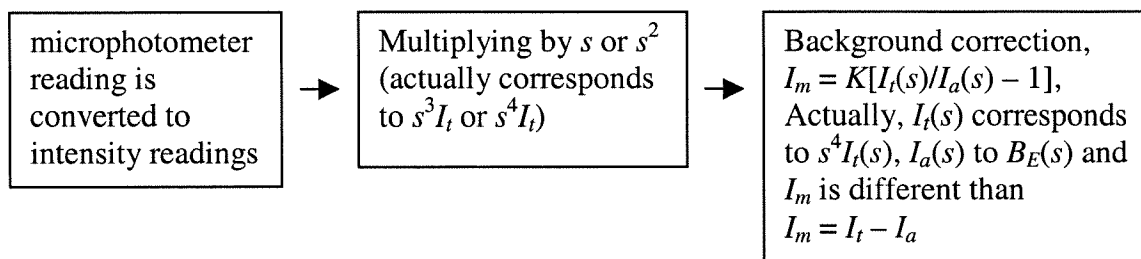 microphotometer
reading is
converted to
intensity readings
Multiplying by s or s²
(actually corresponds
to s³Iₜ or s⁴Iₜ)
Background correction,
Iₘ = K[Iₜ(s)/Iₐ(s) − 1],
Actually, Iₜ(s) corresponds
to s⁴Iₜ(s), Iₐ(s) to B_E(s) and
Iₘ is different than
Iₘ = Iₜ − Iₐ